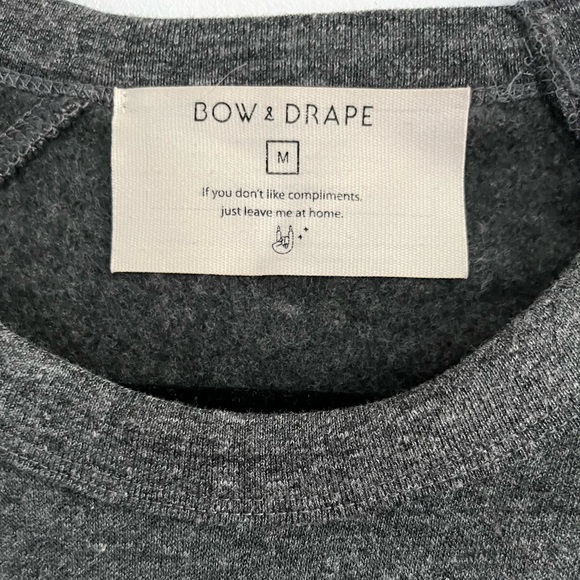 BOW & DRAPE
M
If you don't like compliments.
just leave me at home.